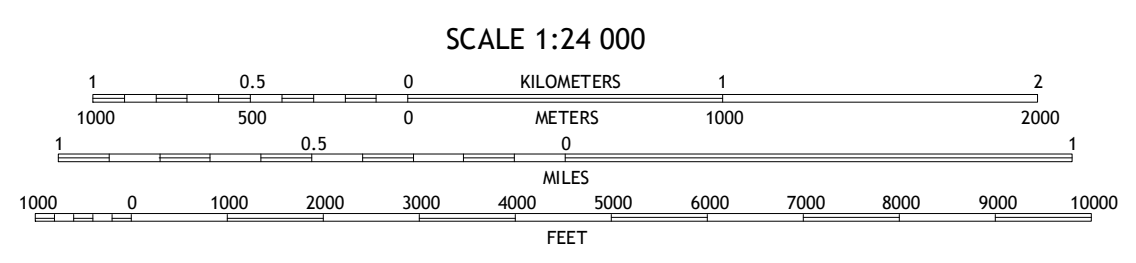 SCALE 1:24 000
1 0.5 0 KILOMETERS 1 2
1000 500 0 METERS 1000 2000
1 0.5 0 1
MILES
1000 0 1000 2000 3000 4000 5000 6000 7000 8000 9000 10000
FEET